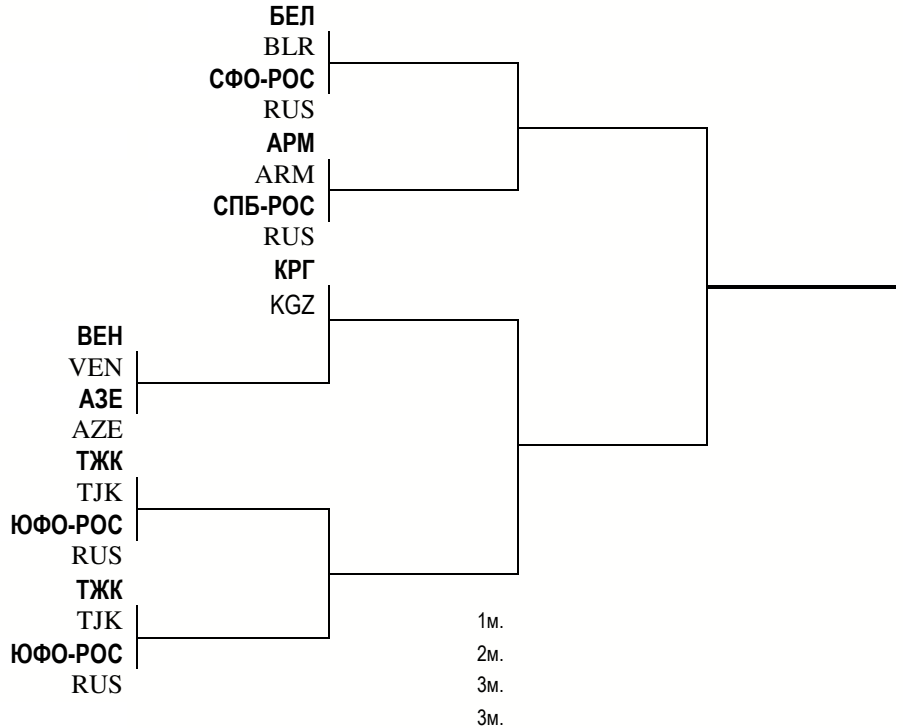 БЕЛ
BLR
СФО-РОС
RUS
АРМ
ARM
СПБ-РОС
RUS
КРГ
KGZ
ВЕН
VEN
АЗЕ
AZE
ТЖК
TJK
ЮФО-РОС
RUS
ТЖК
TJK
ЮФО-РОС
RUS
1м.
2м.
3м.
3м.